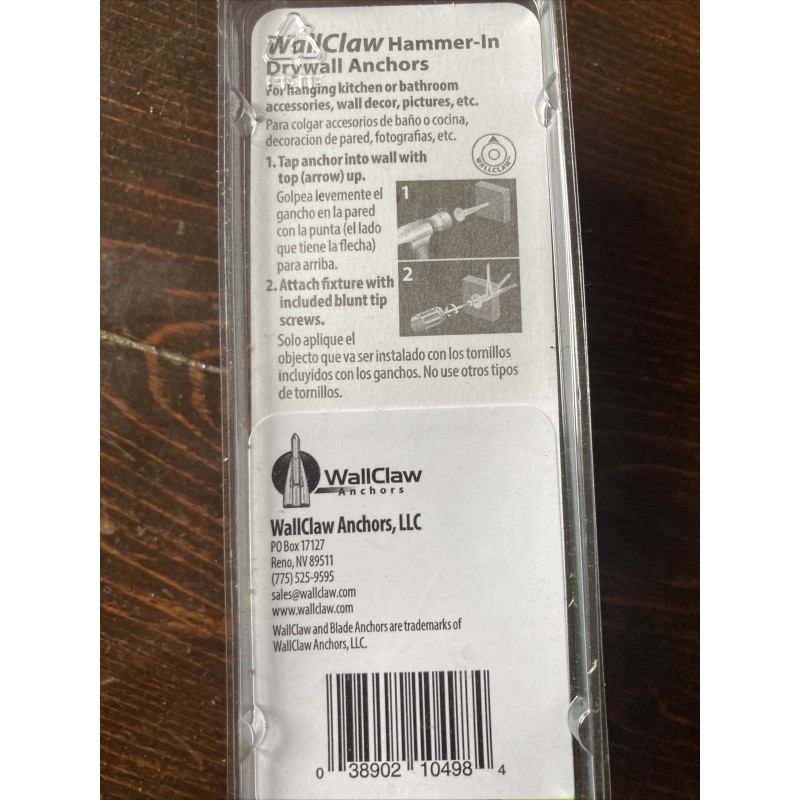 WallClaw Hammer-In
Drywall Anchors
For hanging kitchen or bathroom
accessories, wall decor, pictures, etc.
Para colgar accesorios de baño o cocina,
decoracion de pared, fotografias, etc.
WALLCLAW
1. Tap anchor into wall with
top (arrow) up.
Golpea levemente el
gancho en la pared
con la punta (el lado
que tiene la flecha)
para arriba.
1
2. Attach fixture with
included blunt tip
screws.
2
Solo aplique el
objecto que va ser instalado con los tornillos
incluyidos con los ganchos. No use otros tipos
de tornillos.
WallClaw
Anchors
WallClaw Anchors, LLC
PO Box 17127
Reno, NV 89511
(775) 525-9595
sales@wallclaw.com
www.wallclaw.com
WallClaw and Blade Anchors are trademarks of
WallClaw Anchors, LLC.
0 38902 10498 4